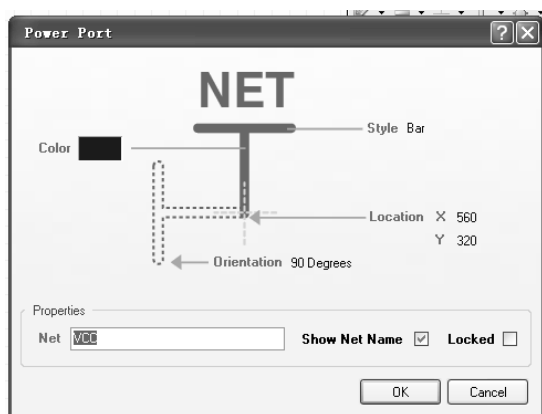 Power Port
NET
Style Bar
Color
Location X 560
Y 320
Orientation 90 Degrees
Properties
Net VCC Show Net Name Locked
OK Cancel